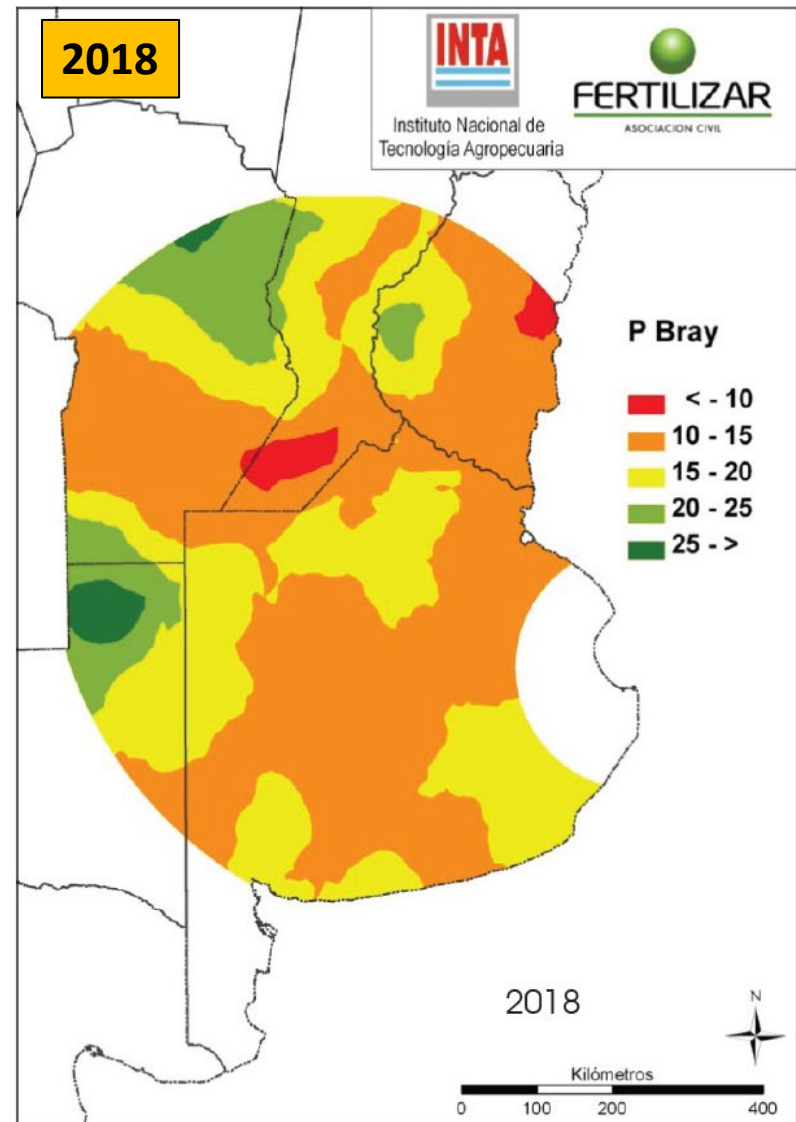 2018
INTA
Instituto Nacional de
Tecnología Agropecuaria
FERTILIZAR
ASOCIACION CIVIL
P Bray
< - 10
10 - 15
15 - 20
20 - 25
25 - >
2018
N
Kilómetros
0 100 200 400